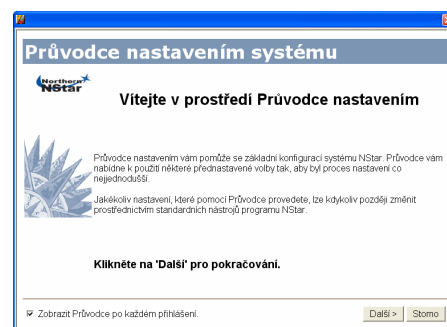 Průvodce nastavením systému
Northern
NStar
Vítejte v prostředí Průvodce nastavením
Průvodce nastavením vám pomůže se základní konfigurací systému NStar. Průvodce vám
nabídne k použití některé přednastavené volby tak, aby byl proces nastavení co
nejjednodušší.
Jakékoliv nastavení, které pomocí Průvodce provedete, lze kdykoliv později změnit
prostřednictvím standardních nástrojů programu NStar.
Klikněte na 'Další' pro pokračování.
Zobrazit Průvodce po každém přihlášení.
Další > Storno